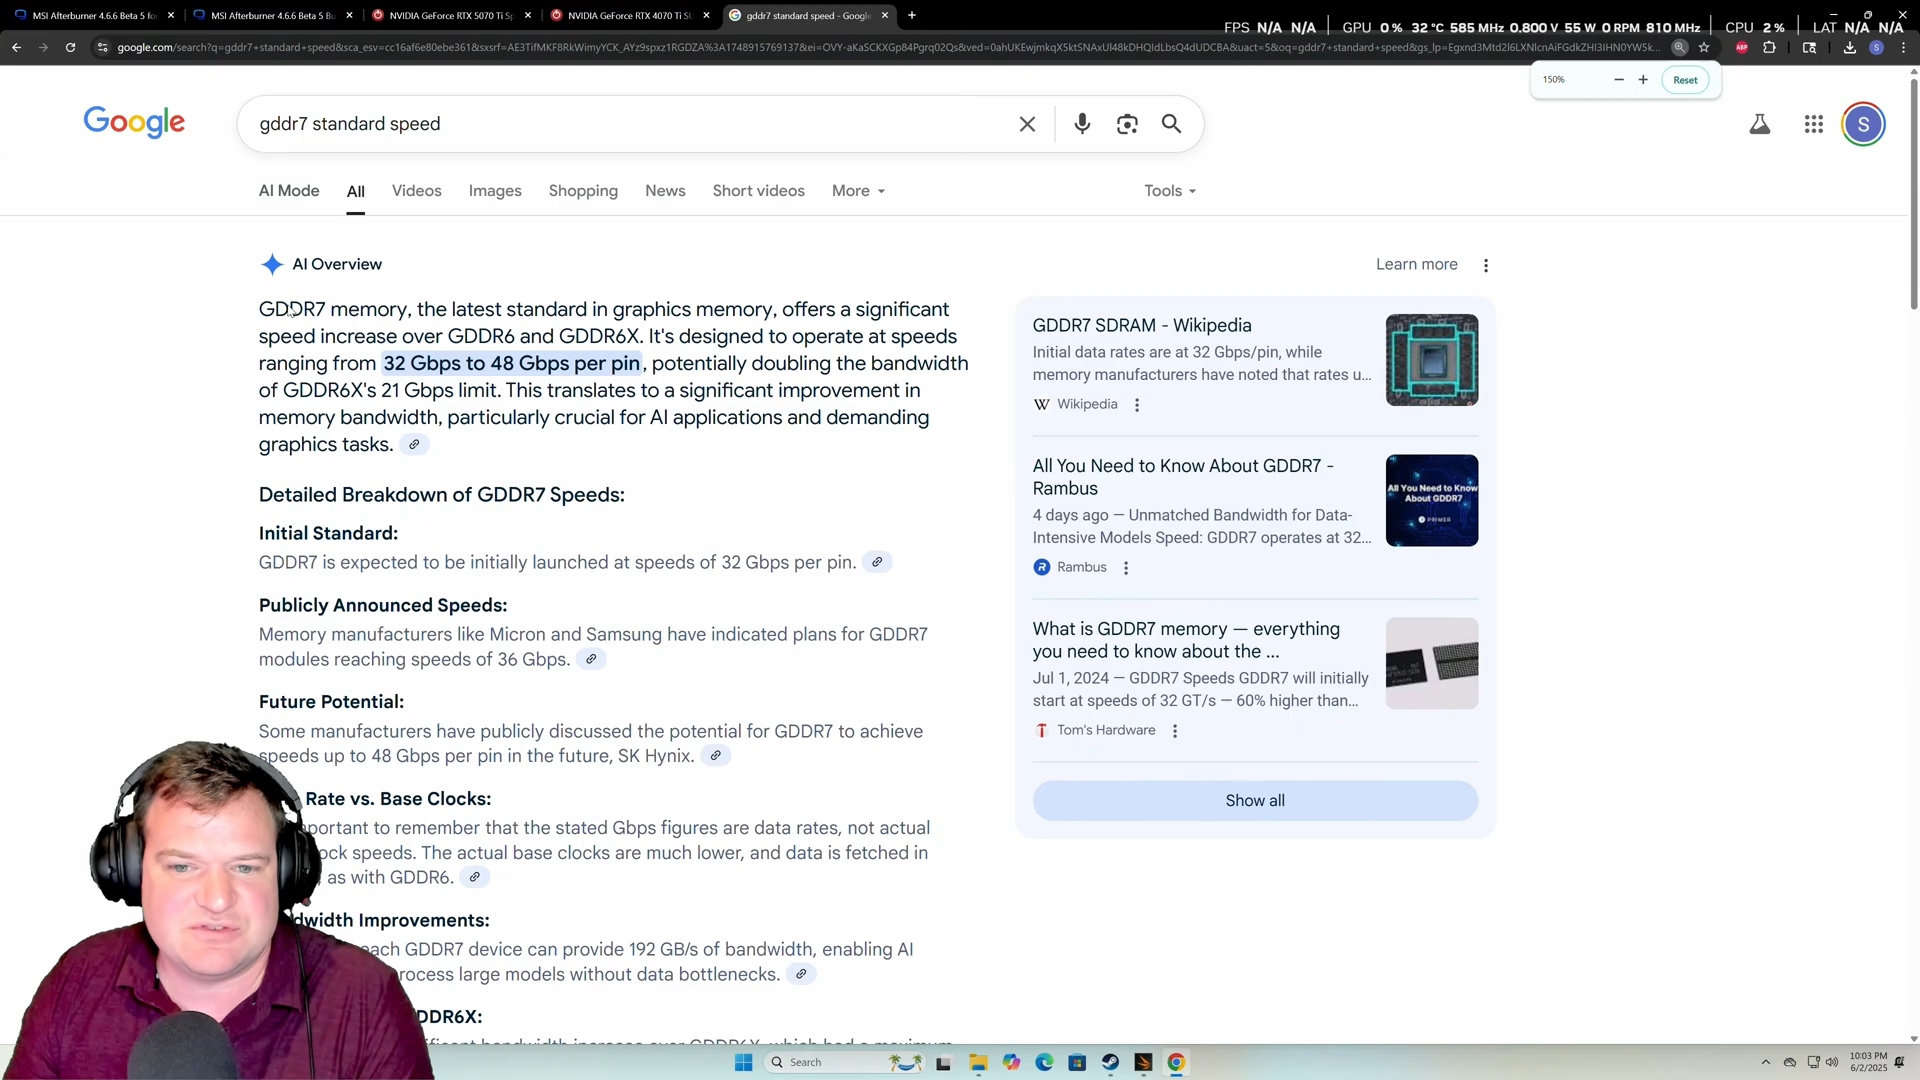 MSI Afterburner 4.6.6 Beta 5 fo
MSI Afterburner 4.6.6 Beta 5 Bu
NVIDIA GeForce RTX 5070 Ti Sp
NVIDIA GeForce RTX 4070 Ti SU
gddr7 standard speed - Google
FPS N/A N/A | GPU 0 % 32 °C 585 MHz 0.800 V 55 W 0 RPM 810 MHz | CPU 2 % | LAT N/A N/A
150%
Reset
Google
gddr7 standard speed
S
AI Mode
All
Videos
Images
Shopping
News
Short videos
More
Tools
AI Overview
Learn more
GDDR7 memory, the latest standard in graphics memory, offers a significant
speed increase over GDDR6 and GDDR6X. It's designed to operate at speeds
ranging from 32 Gbps to 48 Gbps per pin, potentially doubling the bandwidth
of GDDR6X's 21 Gbps limit. This translates to a significant improvement in
memory bandwidth, particularly crucial for AI applications and demanding
graphics tasks.
Detailed Breakdown of GDDR7 Speeds:
Initial Standard:
GDDR7 is expected to be initially launched at speeds of 32 Gbps per pin.
Publicly Announced Speeds:
Memory manufacturers like Micron and Samsung have indicated plans for GDDR7
modules reaching speeds of 36 Gbps.
Future Potential:
Some manufacturers have publicly discussed the potential for GDDR7 to achieve
speeds up to 48 Gbps per pin in the future, SK Hynix.
Rate vs. Base Clocks:
portant to remember that the stated Gbps figures are data rates, not actual
ock speeds. The actual base clocks are much lower, and data is fetched in
, as with GDDR6.
dwidth Improvements:
each GDDR7 device can provide 192 GB/s of bandwidth, enabling AI
rocess large models without data bottlenecks.
DDR6X:
GDDR7 SDRAM - Wikipedia
Initial data rates are at 32 Gbps/pin, while
memory manufacturers have noted that rates u...
W Wikipedia
All You Need to Know About GDDR7 -
Rambus
4 days ago — Unmatched Bandwidth for Data-
Intensive Models Speed: GDDR7 operates at 32...
R Rambus
All You Need to Know
About GDDR7
PRIMER
What is GDDR7 memory — everything
you need to know about the ...
Jul 1, 2024 — GDDR7 Speeds GDDR7 will initially
start at speeds of 32 GT/s — 60% higher than...
Tom's Hardware
Show all
Search
10:03 PM
6/2/2025